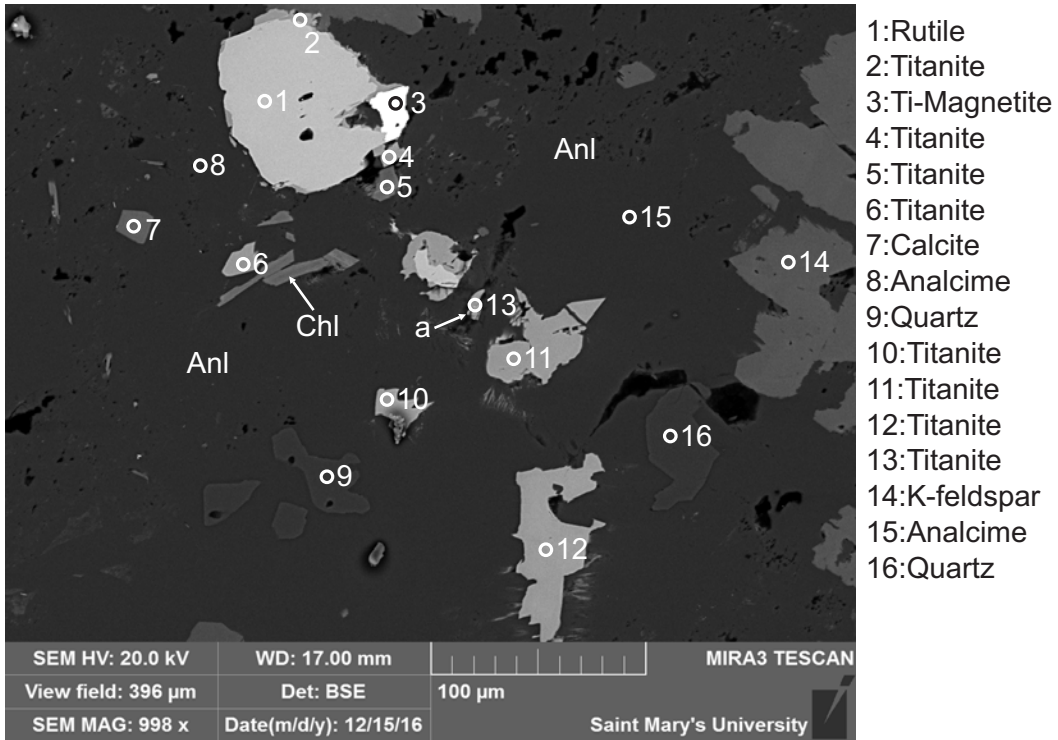 1
2
3
4
5
6
7
8
9
10
11
12
13
14
15
16
Anl
Anl
Chl
a
1:Rutile
2:Titanite
3:Ti-Magnetite
4:Titanite
5:Titanite
6:Titanite
7:Calcite
8:Analcime
9:Quartz
10:Titanite
11:Titanite
12:Titanite
13:Titanite
14:K-feldspar
15:Analcime
16:Quartz
SEM HV: 20.0 kV
WD: 17.00 mm
MIRA3 TESCAN
View field: 396 µm
Det: BSE
100 µm
SEM MAG: 998 x
Date(m/d/y): 12/15/16
Saint Mary's University